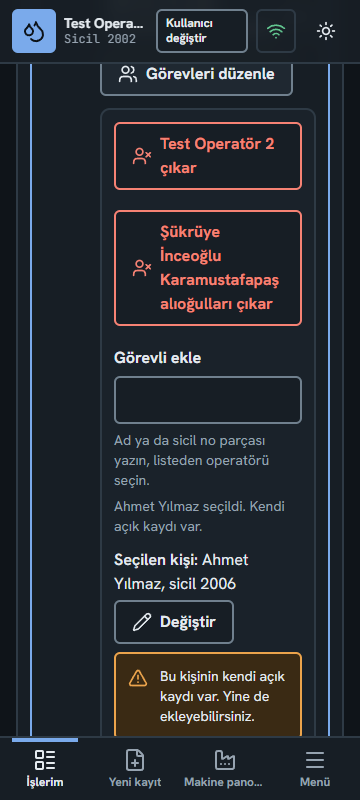 Test Opera...
Sicil 2002
Kullanıcı
değiştir
Görevleri düzenle
Test Operatör 2
çıkar
Şükrüye
İnceoğlu
Karamustafapaş
alıoğulları çıkar
Görevli ekle
Ad ya da sicil no parçası
yazın, listeden operatörü
seçin.
Ahmet Yılmaz seçildi. Kendi
açık kaydı var.
Seçilen kişi: Ahmet
Yılmaz, sicil 2006
Değiştir
Bu kişinin kendi açık
kaydı var. Yine de
ekleyebilirsiniz.
İşlerim
Yeni kayıt
Makine pano...
Menü